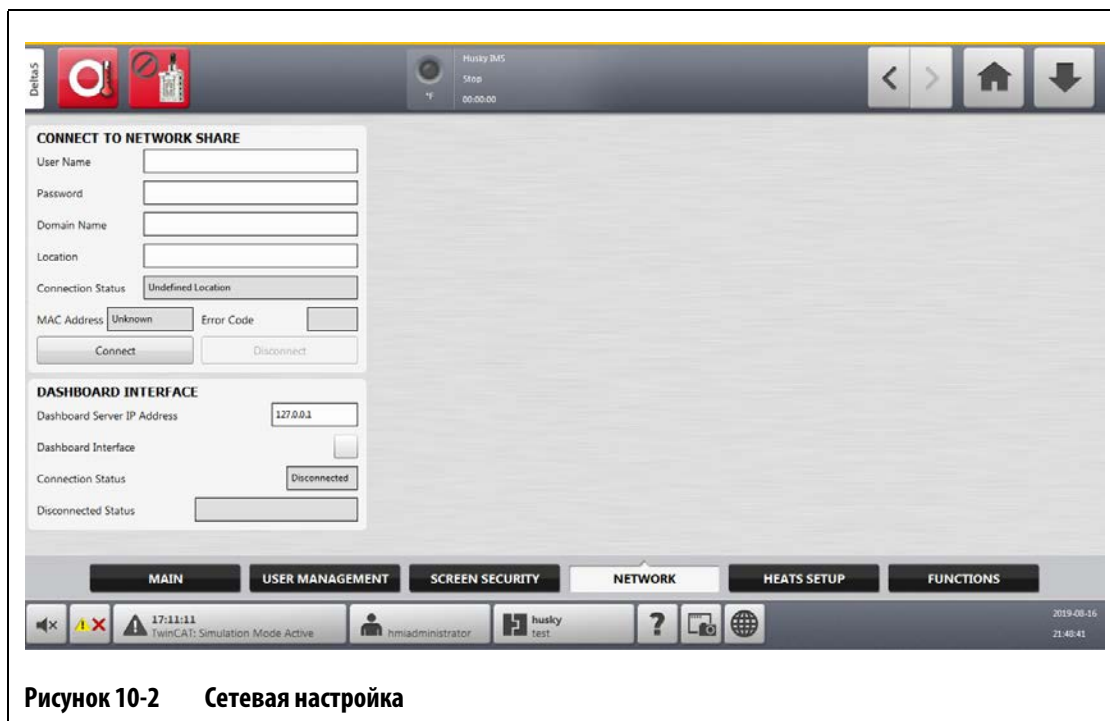 Delta5
Husky IMS
Stop
°F
00:00:00
CONNECT TO NETWORK SHARE
User Name
Password
Domain Name
Location
Connection Status Undefined Location
MAC Address Unknown Error Code
Connect Disconnect
DASHBOARD INTERFACE
Dashboard Server IP Address 127.0.0.1
Dashboard Interface
Connection Status Disconnected
Disconnected Status
MAIN USER MANAGEMENT SCREEN SECURITY NETWORK HEATS SETUP FUNCTIONS
17:11:11
TwinCAT: Simulation Mode Active
hmiadministrator
husky
test
?
2019-08-16
21:40:41
Рисунок 10-2 Сетевая настройка